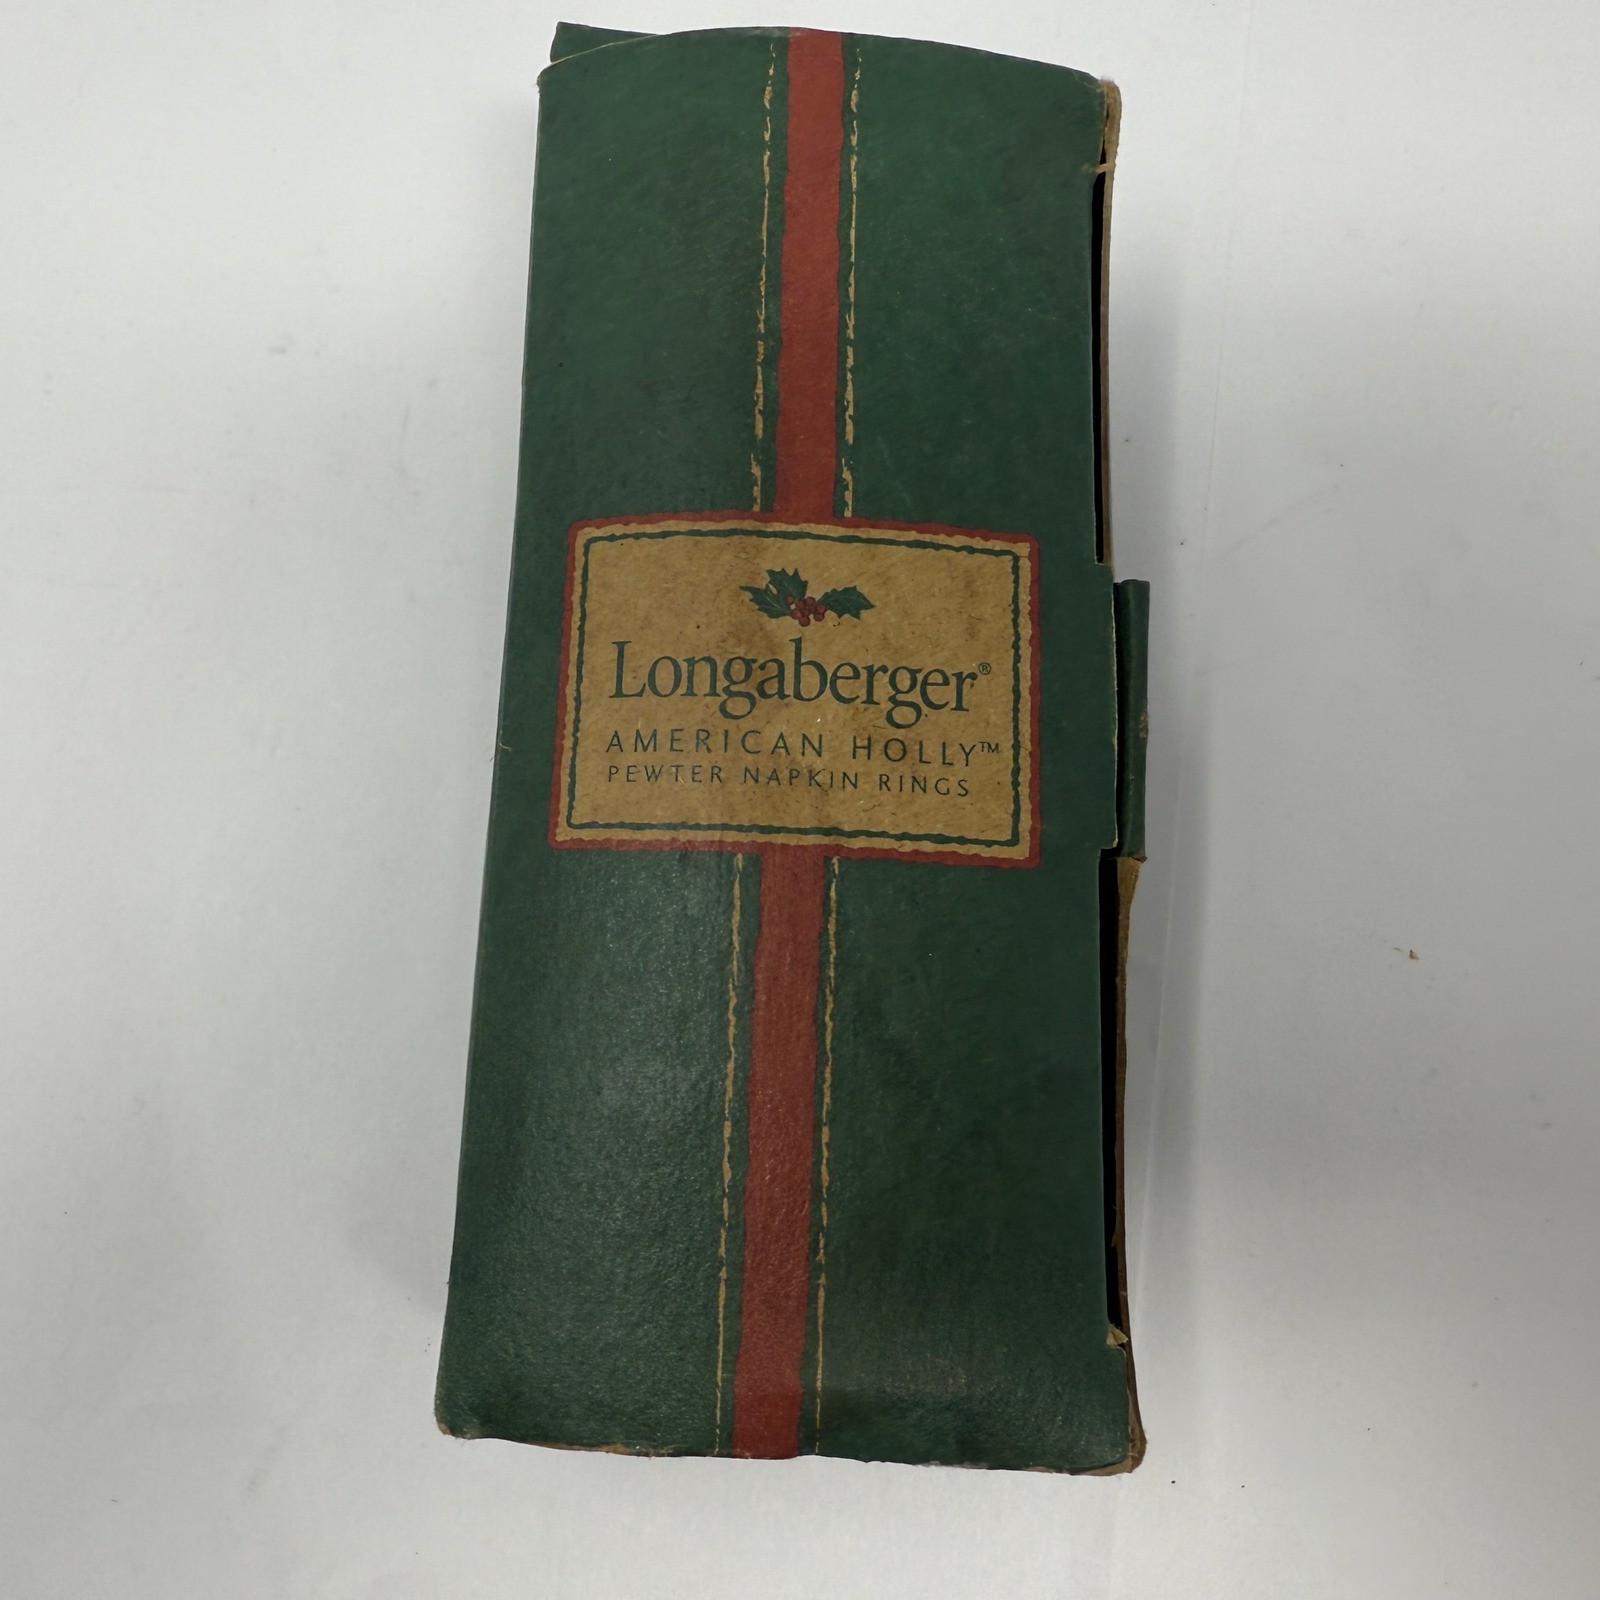 Longaberger®
AMERICAN HOLLY™
PEWTER NAPKIN RINGS